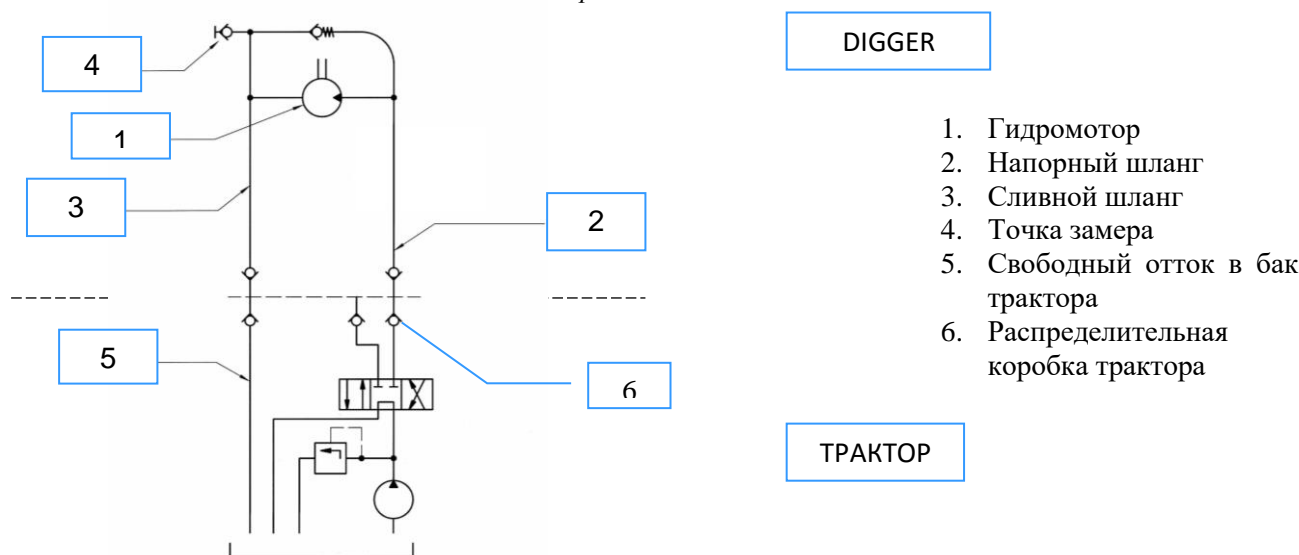 DIGGER
4
1
3
2
5
6
1. Гидромотор
2. Напорный шланг
3. Сливной шланг
4. Точка замера
5. Свободный отток в бак
трактора
6. Распределительная
коробка трактора
ТРАКТОР